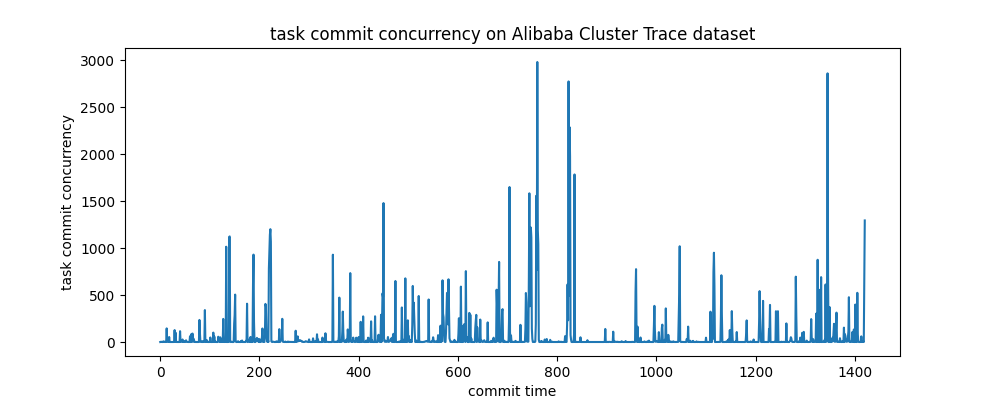 task commit concurrency on Alibaba Cluster Trace dataset
task commit concurrency
3000
2500
2000
1500
1000
500
0
0 200 400 600 800 1000 1200 1400
commit time